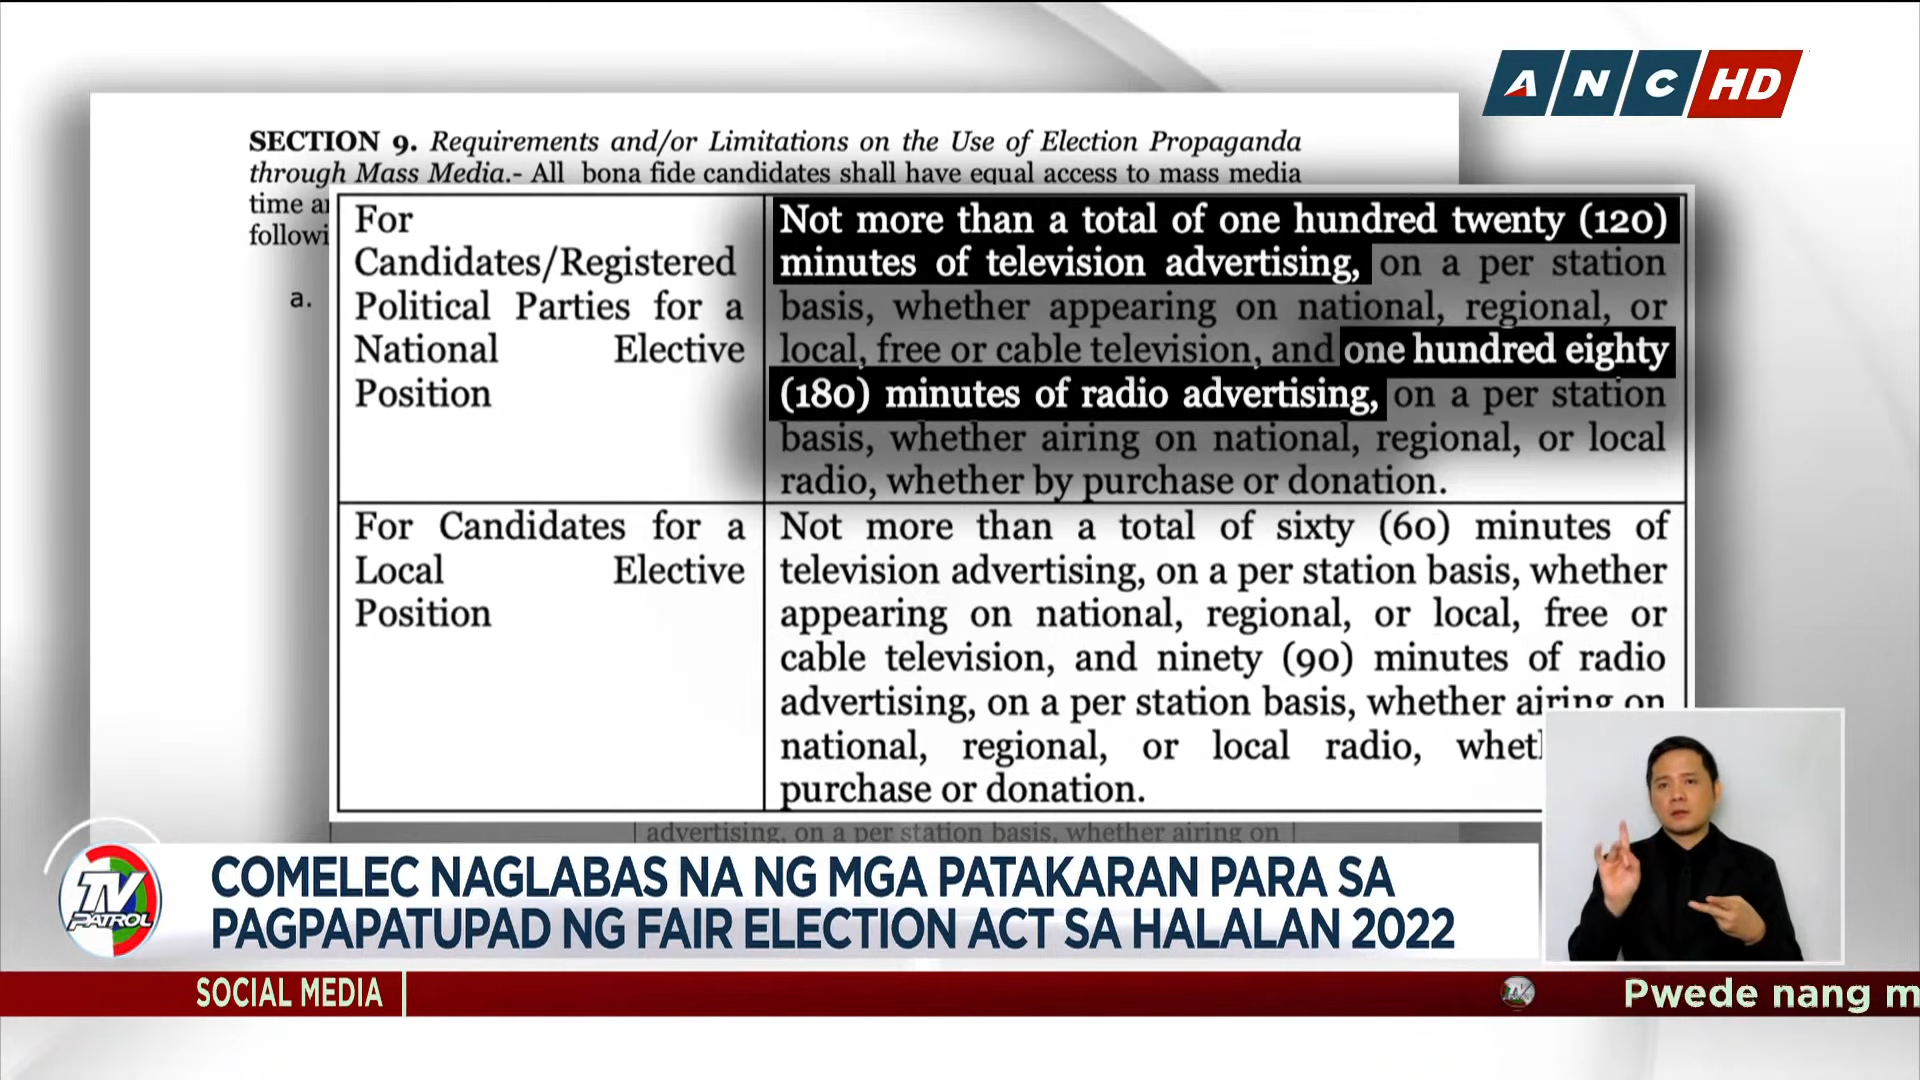 ANC HD
SECTION 9. Requirements and/or Limitations on the Use of Election Propaganda
through Mass Media.- All bona fide candidates shall have equal access to mass media
time
followi
a.
For
Candidates/Registered
Political Parties for a
National Elective
Position
Not more than a total of one hundred twenty (120)
minutes of television advertising, on a per station
basis, whether appearing on national, regional, or
local, free or cable television, and one hundred eighty
(180) minutes of radio advertising, on a per station
basis, whether airing on national, regional, or local
radio, whether by purchase or donation.
For Candidates for a
Local Elective
Position
Not more than a total of sixty (60) minutes of
television advertising, on a per station basis, whether
appearing on national, regional, or local, free or
cable television, and ninety (90) minutes of radio
advertising, on a per station basis, whether airing on
national, regional, or local radio, whet
purchase or donation.
advertising, on a per station basis, whether airing on
TV
PATROL
COMELEC NAGLABAS NA NG MGA PATAKARAN PARA SA
PAGPAPATUPAD NG FAIR ELECTION ACT SA HALALAN 2022
SOCIAL MEDIA
Pwede nang m